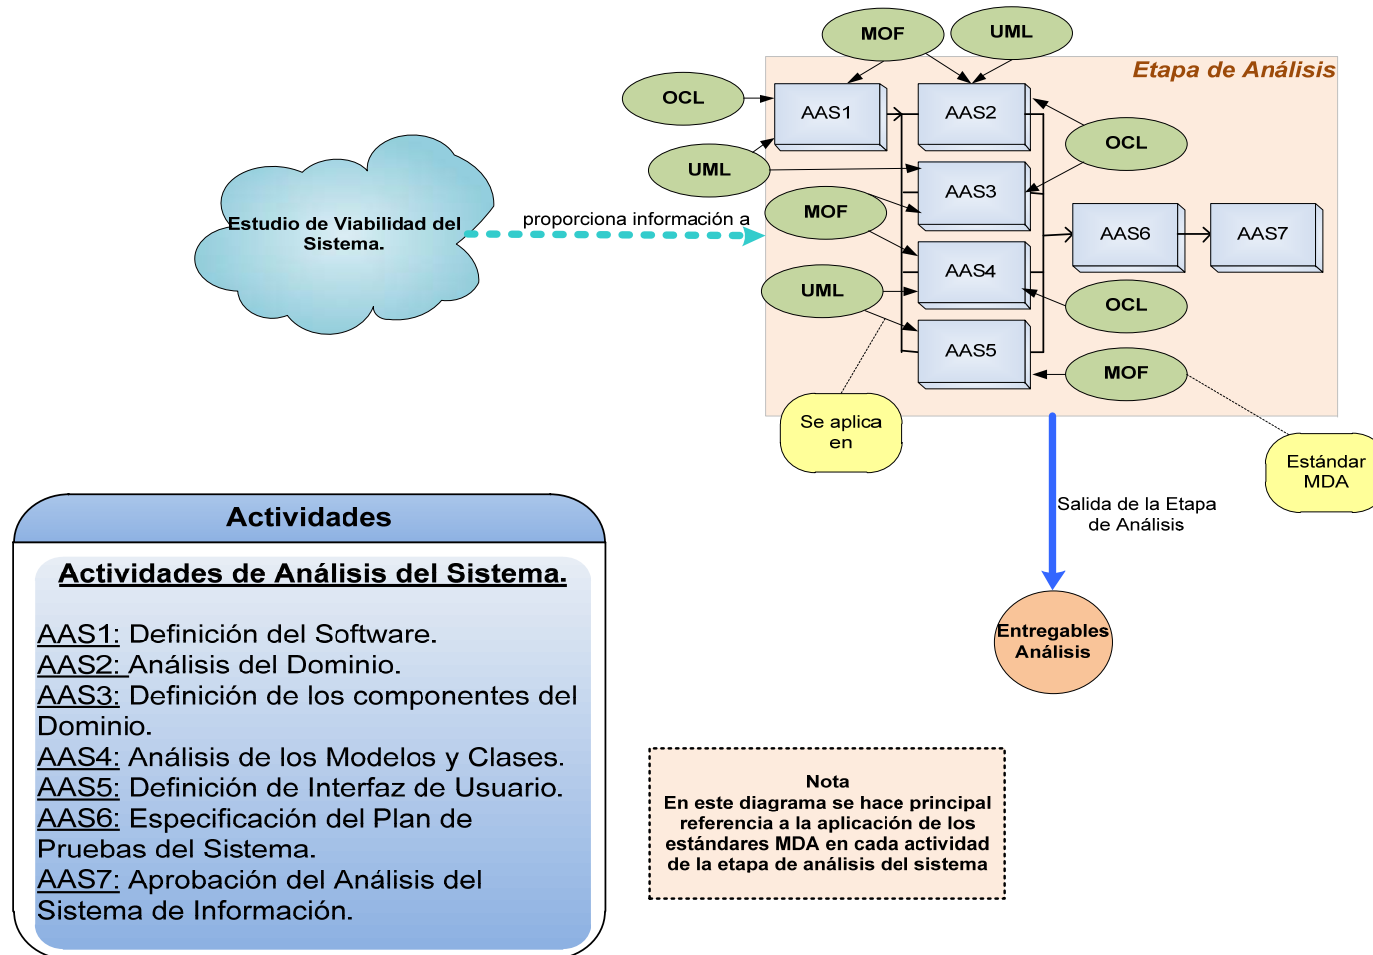 MOF
UML
Etapa de Análisis
OCL
AAS1
AAS2
OCL
UML
AAS3
MOF
proporciona información a
Estudio de Viabilidad del
Sistema.
AAS6
AAS7
AAS4
UML
OCL
AAS5
MOF
Se aplica
en
Estándar
MDA
Salida de la Etapa
de Análisis
Entregables
Análisis
Actividades
Actividades de Análisis del Sistema.
AAS1: Definición del Software.
AAS2: Análisis del Dominio.
AAS3: Definición de los componentes del
Dominio.
AAS4: Análisis de los Modelos y Clases.
AAS5: Definición de Interfaz de Usuario.
AAS6: Especificación del Plan de
Pruebas del Sistema.
AAS7: Aprobación del Análisis del
Sistema de Información.
Nota
En este diagrama se hace principal
referencia a la aplicación de los
estándares MDA en cada actividad
de la etapa de análisis del sistema